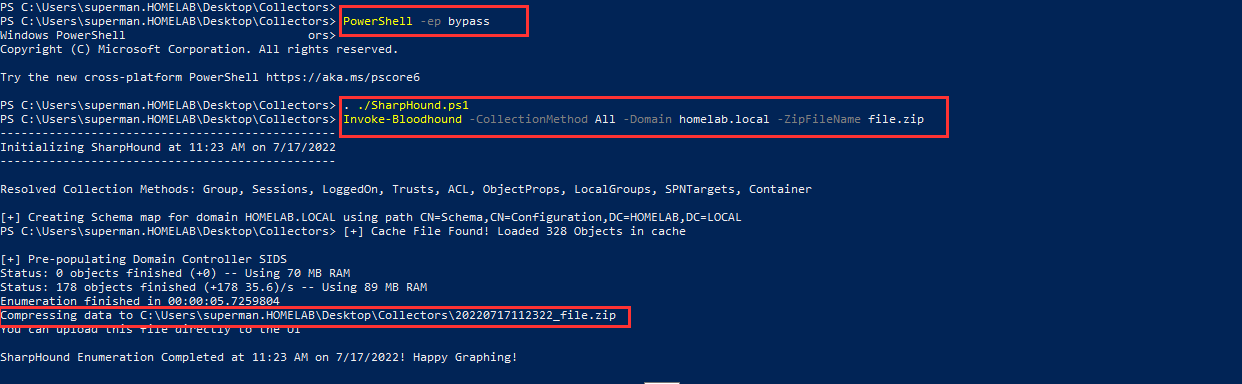 PS C:\Users\superman.HOMELAB\Desktop\Collectors>
PS C:\Users\superman.HOMELAB\Desktop\Collectors> PowerShell -ep bypass
Windows PowerShell                         ors>
Copyright (C) Microsoft Corporation. All rights reserved.
Try the new cross-platform PowerShell https://aka.ms/pscore6
PS C:\Users\superman.HOMELAB\Desktop\Collectors> . ./SharpHound.ps1
PS C:\Users\superman.HOMELAB\Desktop\Collectors> Invoke-Bloodhound -CollectionMethod All -Domain homelab.local -ZipFileName file.zip
------------------------------------------------
Initializing SharpHound at 11:23 AM on 7/17/2022
------------------------------------------------
Resolved Collection Methods: Group, Sessions, LoggedOn, Trusts, ACL, ObjectProps, LocalGroups, SPNTargets, Container
[+] Creating Schema map for domain HOMELAB.LOCAL using path CN=Schema,CN=Configuration,DC=HOMELAB,DC=LOCAL
PS C:\Users\superman.HOMELAB\Desktop\Collectors> [+] Cache File Found! Loaded 328 Objects in cache
[+] Pre-populating Domain Controller SIDS
Status: 0 objects finished (+0) -- Using 70 MB RAM
Status: 178 objects finished (+178 35.6)/s -- Using 89 MB RAM
Enumeration finished in 00:00:05.7259804
Compressing data to C:\Users\superman.HOMELAB\Desktop\Collectors\20220717112322_file.zip
You can upload this file directly to the UI
SharpHound Enumeration Completed at 11:23 AM on 7/17/2022! Happy Graphing!